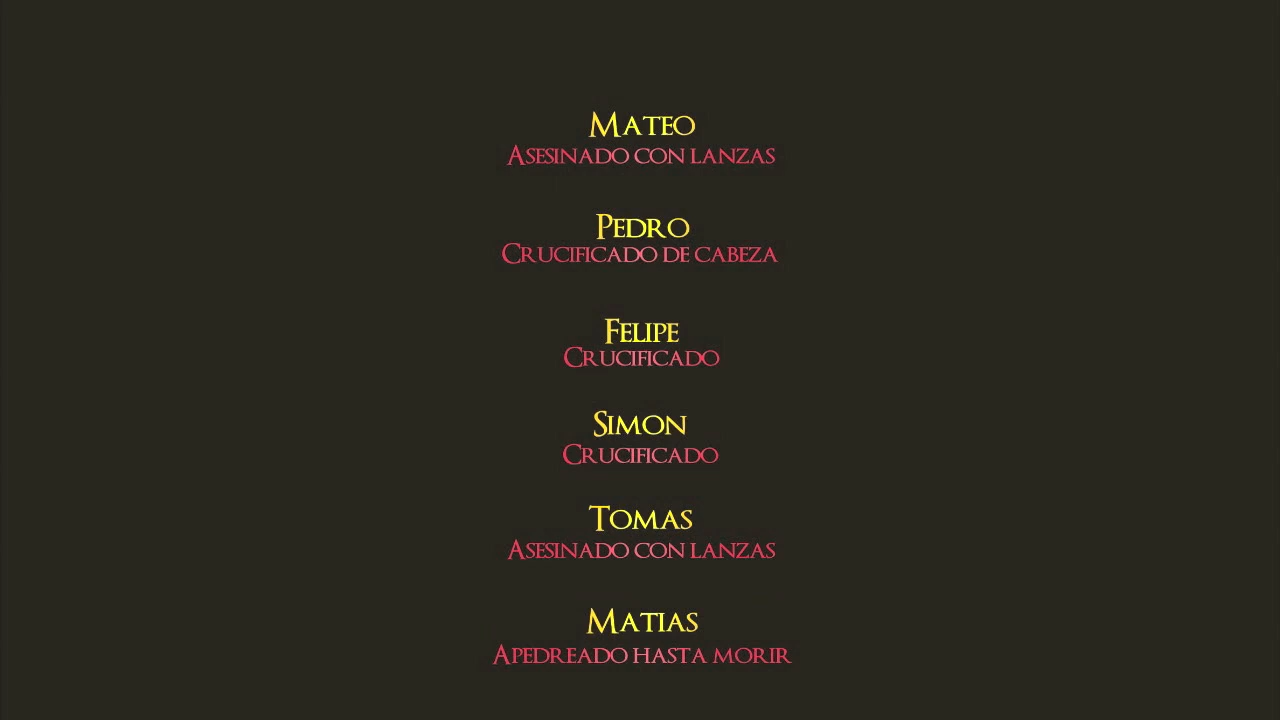 Mateo
Asesinado con lanzas
Pedro
Crucificado de cabeza
Felipe
Crucificado
Simon
Crucificado
Tomas
Asesinado con lanzas
Matias
Apedreado hasta morir